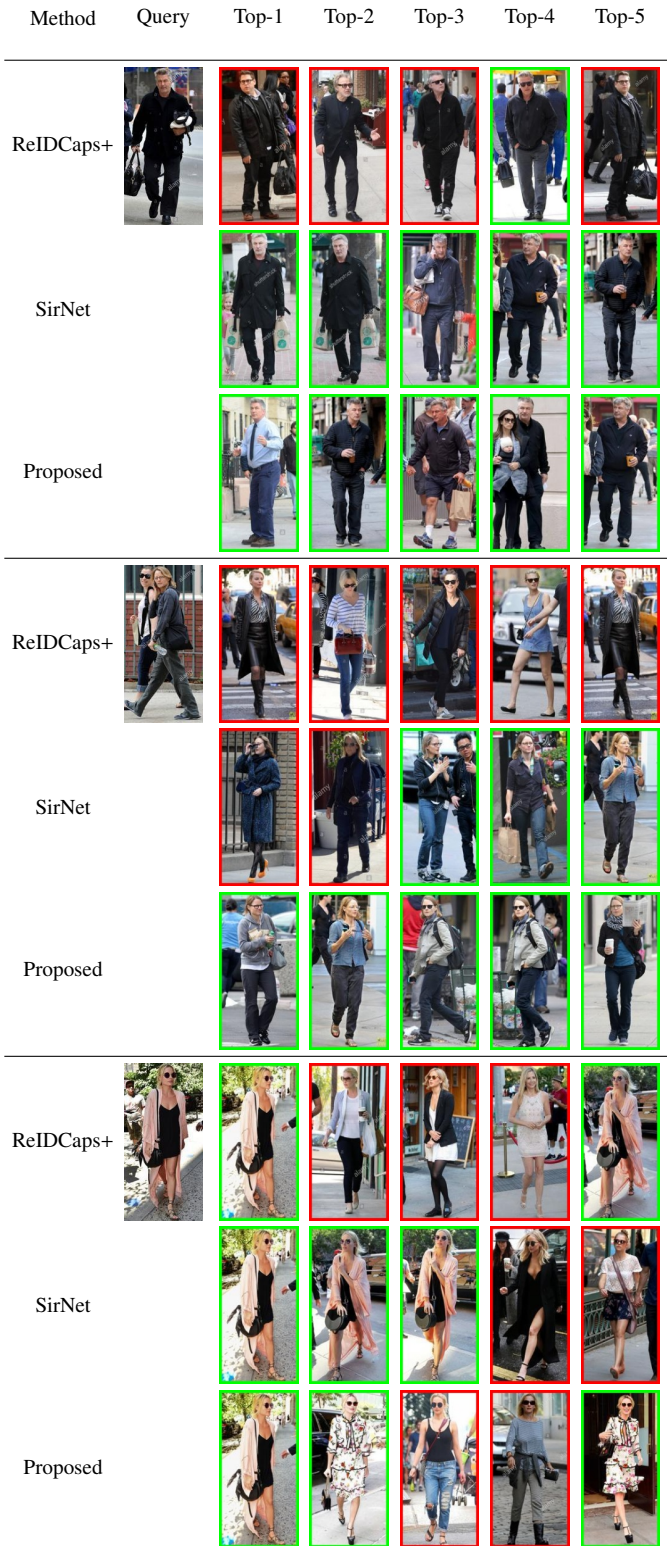 Method Query Top-1 Top-2 Top-3 Top-4 Top-5
ReIDCaps+
SirNet
Proposed
ReIDCaps+
SirNet
Proposed
ReIDCaps+
SirNet
Proposed